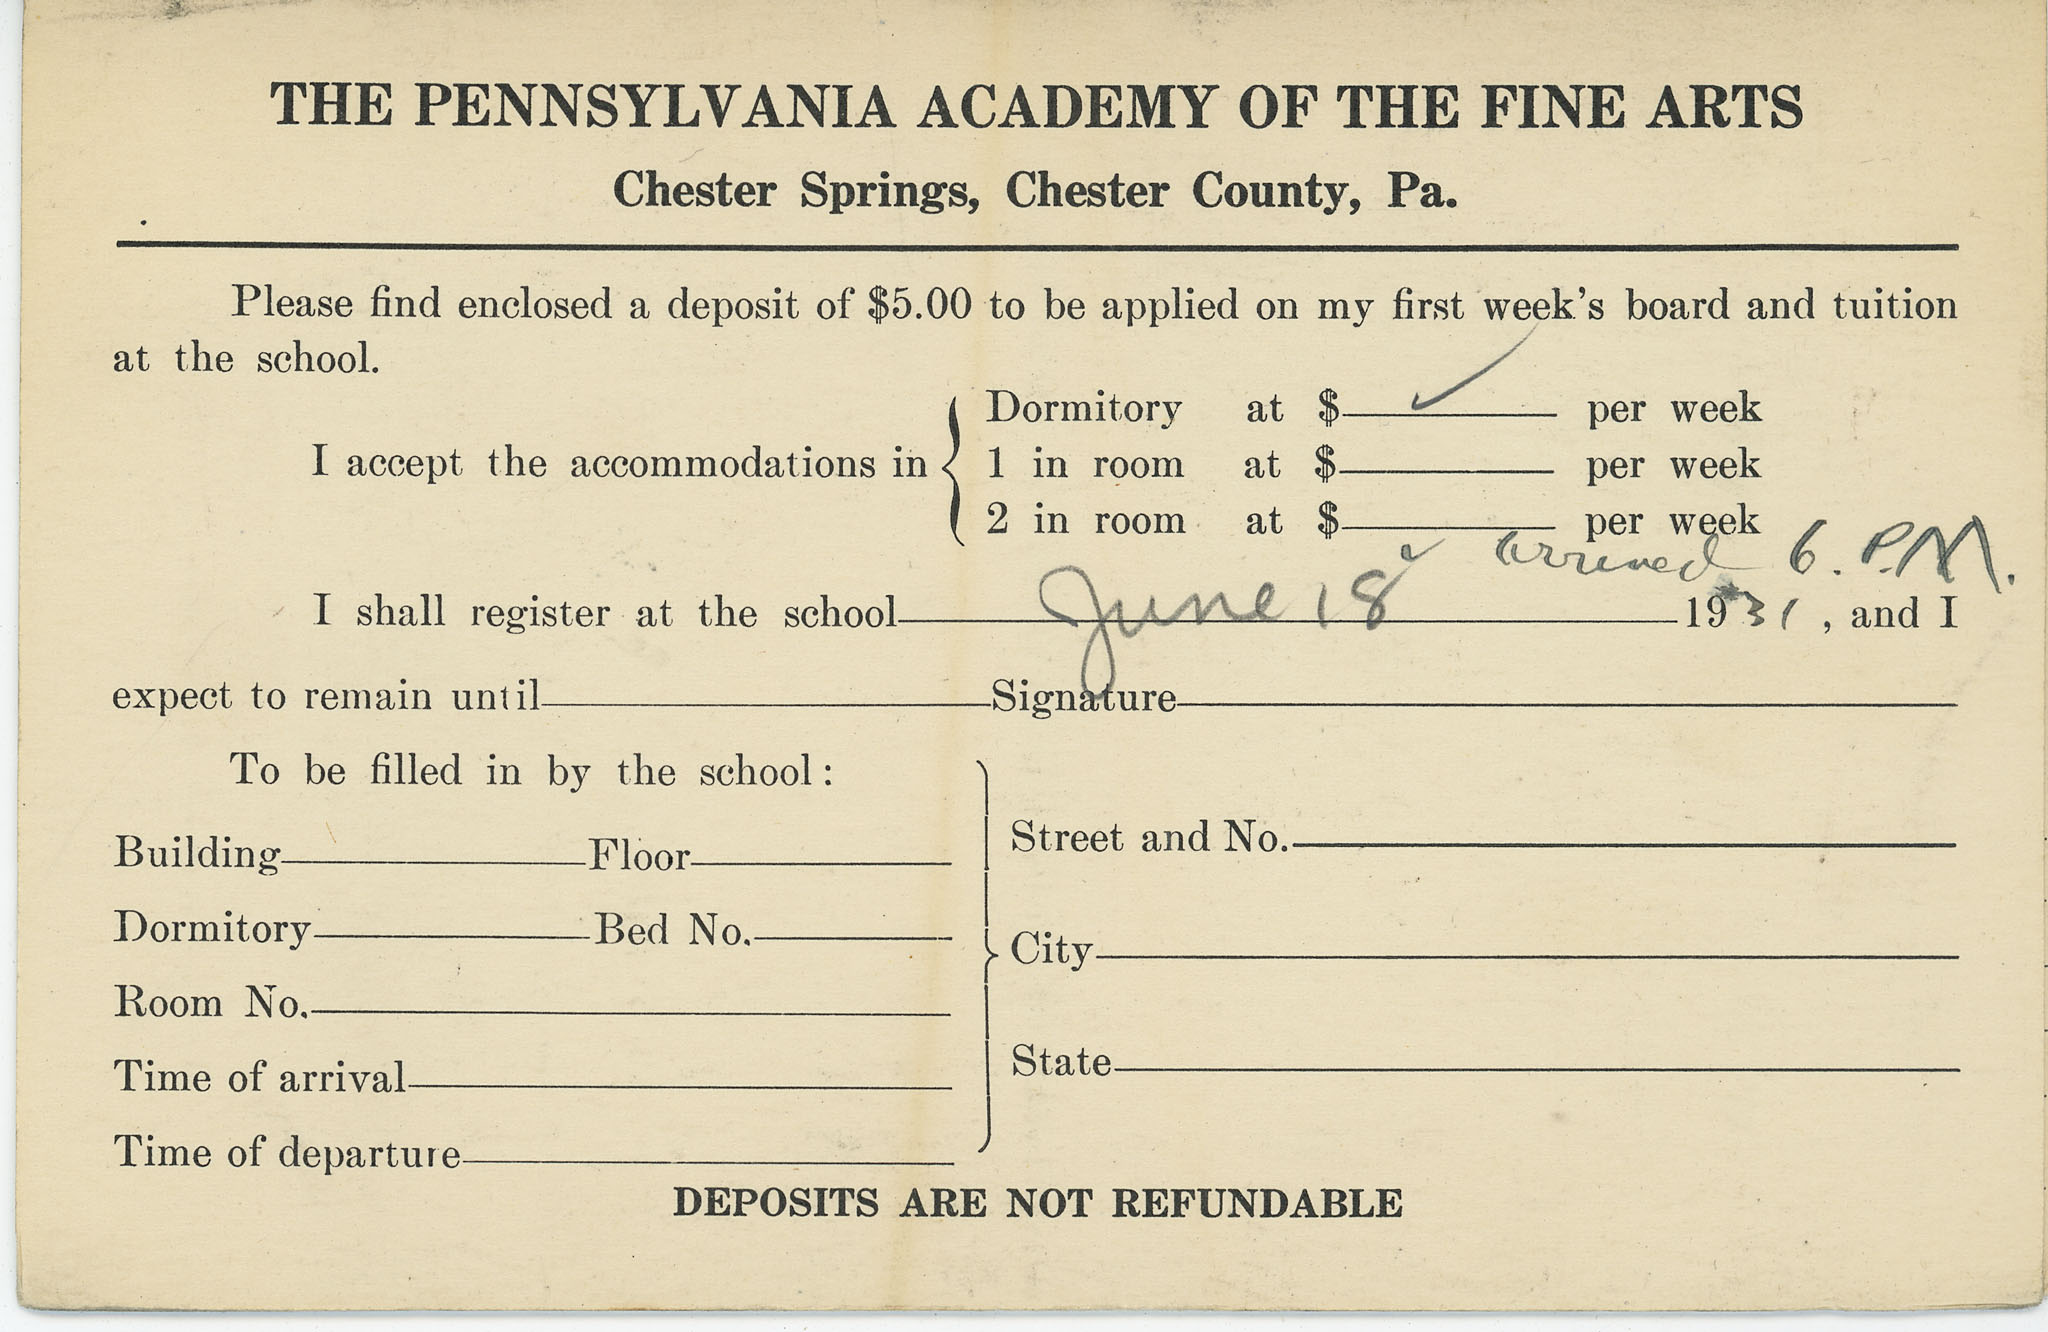 THE PENNSYLVANIA ACADEMY OF THE FINE ARTS
Chester Springs, Chester County, Pa.
Please find enclosed a deposit of $5.00 to be applied on my first week's board and tuition
at the school.
I accept the accommodations in
Dormitory at $ ✓ per week
1 in room at $ per week
2 in room at $ per week
arrived 6. P.M.
I shall register at the school June 18 1931, and I
expect to remain until Signature
To be filled in by the school:
Building Floor
Dormitory Bed No.
Room No.
Time of arrival
Time of departure
Street and No.
City
State
DEPOSITS ARE NOT REFUNDABLE